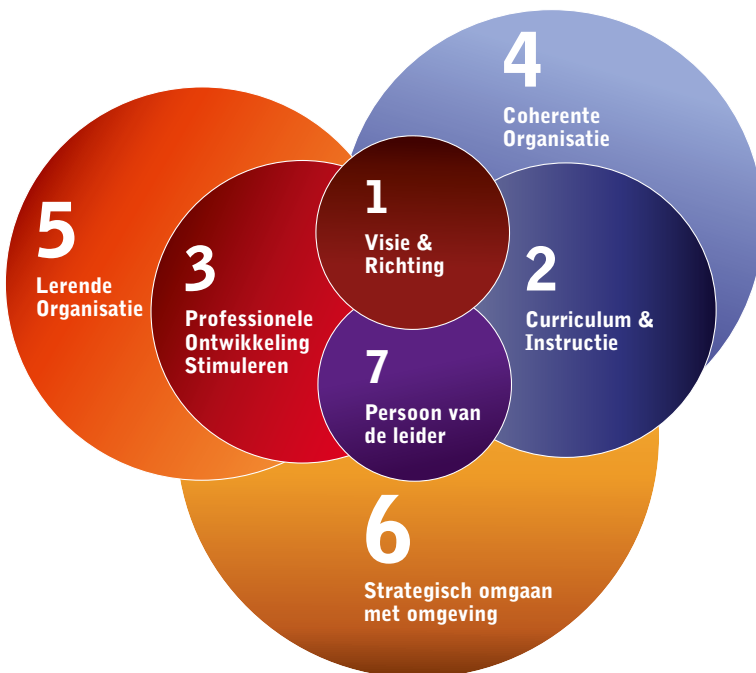 1
Visie &
Richting
2
Curriculum &
Instructie
3
Professionele
Ontwikkeling
Stimuleren
4
Coherente
Organisatie
5
Lerende
Organisatie
6
Strategisch omgaan
met omgeving
7
Persoon van
de leider